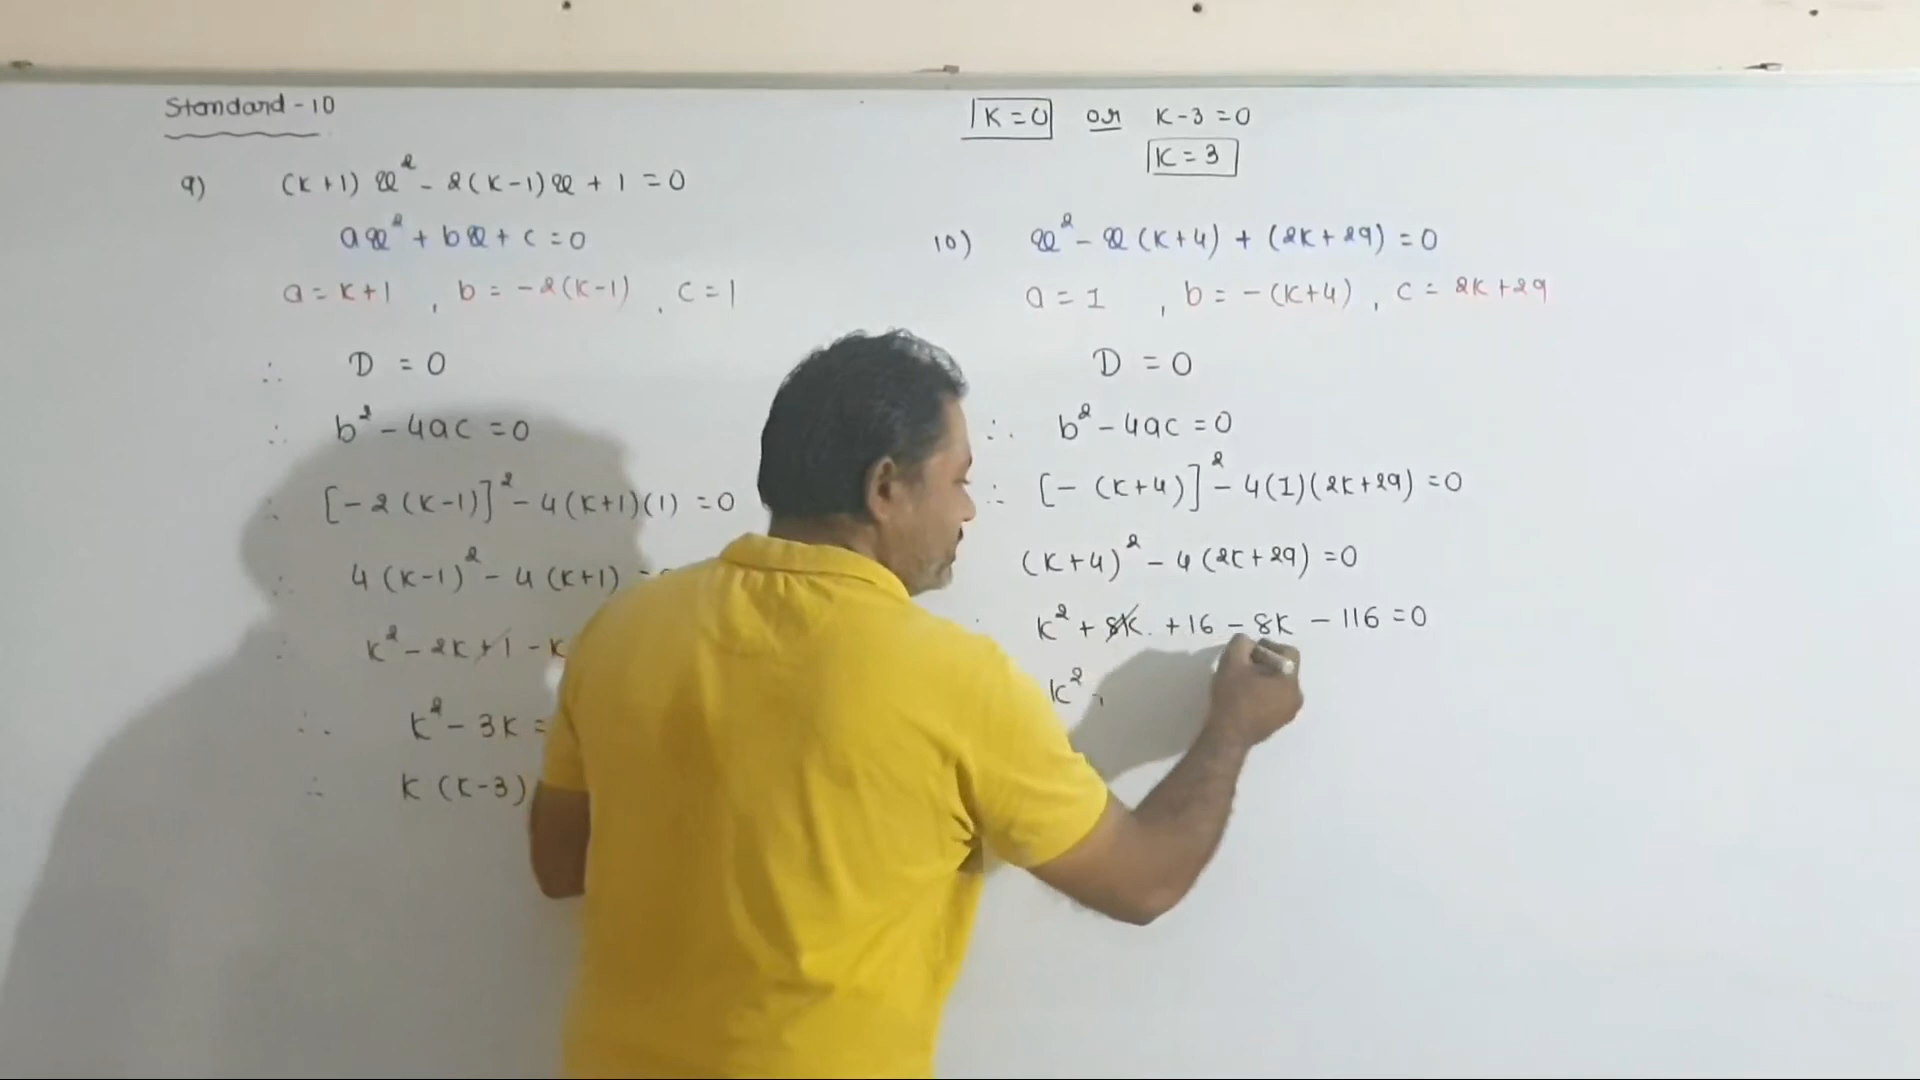 Standard - 10
9) (k+1) x² - 2(k-1)x + 1 = 0
ax² + bx + c = 0
a = k+1 , b = -2(k-1) , c = 1
∴ D = 0
∴ b² - 4ac = 0
∴ [-2(k-1)]² - 4(k+1)(1) = 0
∴ 4(k-1)² - 4(k+1)
∴ k² - 2k + 1 - k
∴ k² - 3k =
∴ k(k-3)
k = 0 or k - 3 = 0
k = 3
10) x² - x(k+4) + (2k+29) = 0
a = 1 , b = -(k+4) , c = 2k+29
D = 0
∴ b² - 4ac = 0
∴ [-(k+4)]² - 4(1)(2k+29) = 0
(k+4)² - 4(2k+29) = 0
k² + 8k + 16 - 8k - 116 = 0
k²